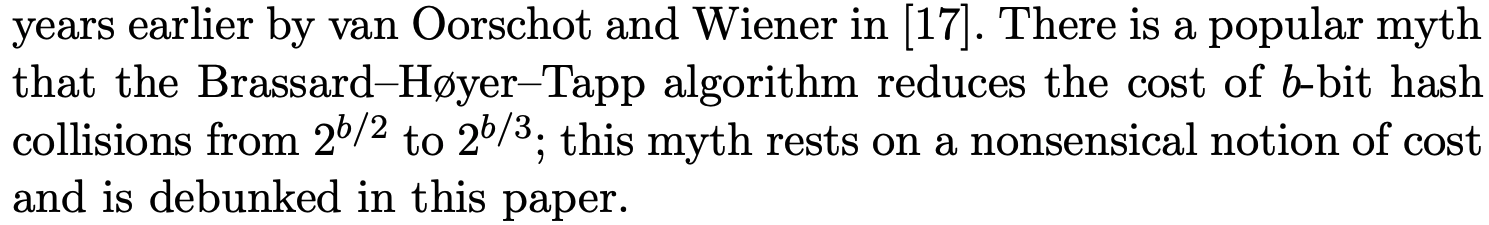 years earlier by van Oorschot and Wiener in [17]. There is a popular myth
that the Brassard–Høyer–Tapp algorithm reduces the cost of b-bit hash
collisions from 2^{b/2} to 2^{b/3}; this myth rests on a nonsensical notion of cost
and is debunked in this paper.